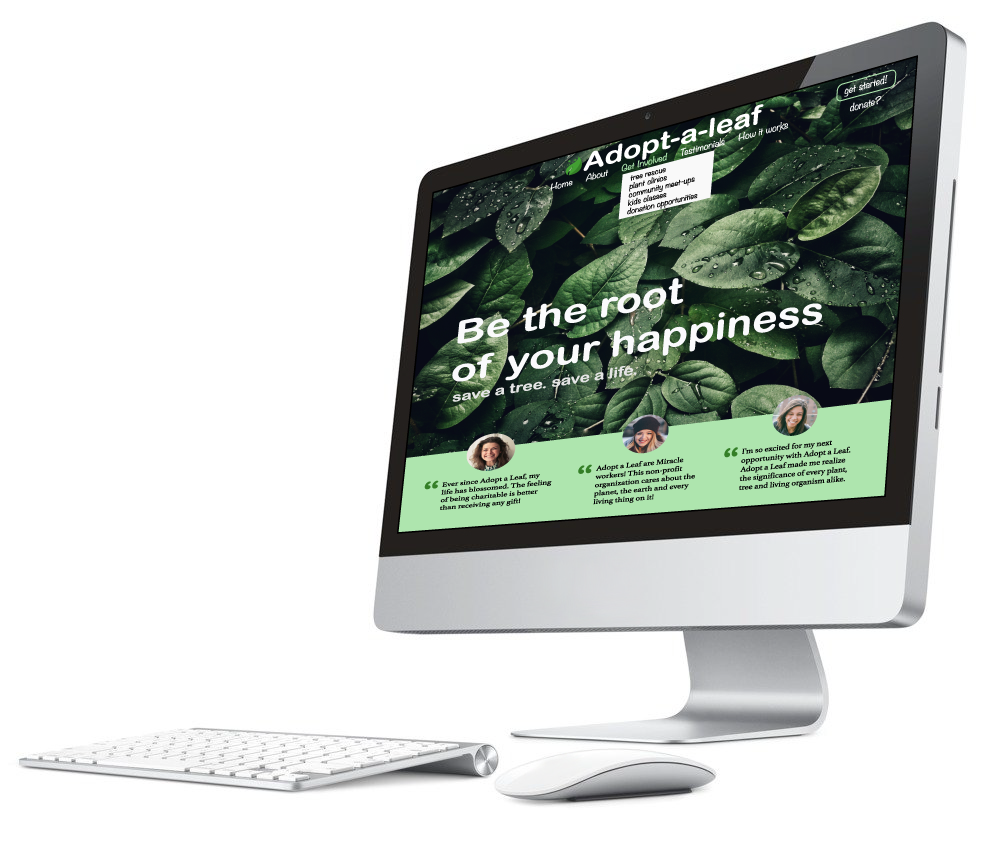 get started!
donate?
Adopt-a-leaf
Home About Get Involved Testimonials How it works
tree rescue
plant clinics
community meet-ups
kids classes
donation opportunities
Be the root
of your happiness
save a tree. save a life.
“ Ever since Adopt a Leaf, my
life has blossomed. The feeling
of being charitable is better
than receiving any gift!
“ Adopt a Leaf are Miracle
workers! This non-profit
organization cares about the
planet, the earth and every
living thing on it!
“ I'm so excited for my next
opportunity with Adopt a Leaf.
Adopt a Leaf made me realize
the significance of every plant,
tree and living organism alike.